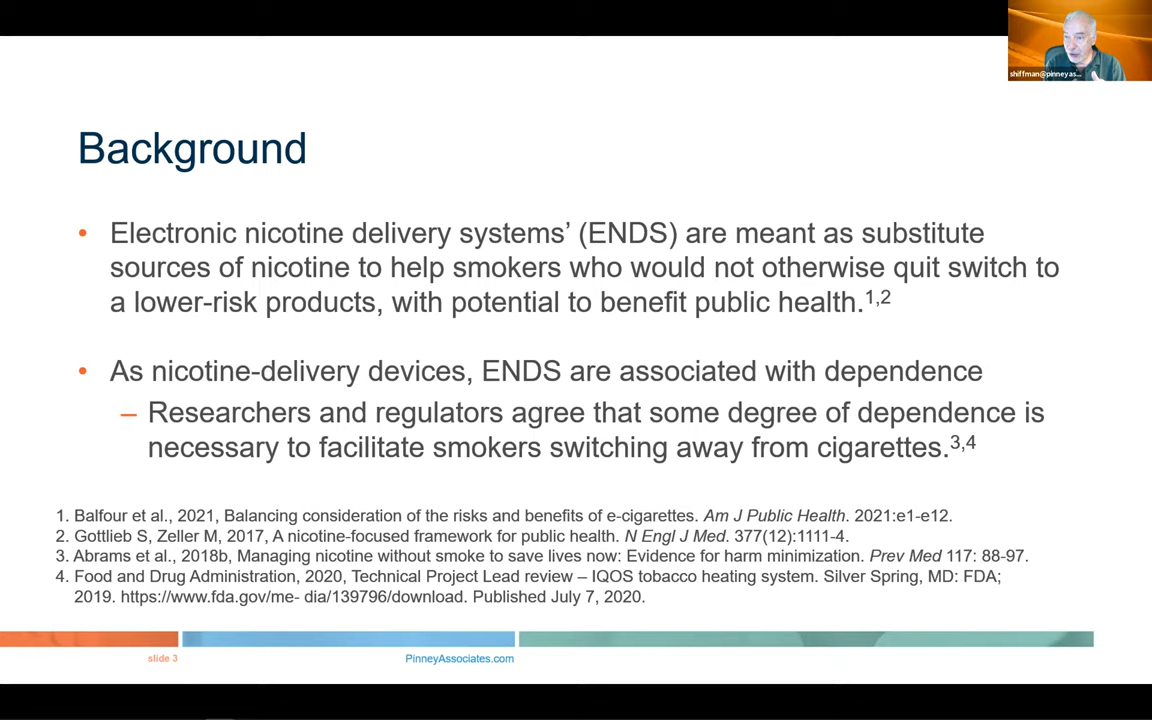 shiffman@pinneyas...
Background
• Electronic nicotine delivery systems’ (ENDS) are meant as substitute
sources of nicotine to help smokers who would not otherwise quit switch to
a lower-risk products, with potential to benefit public health.1,2
• As nicotine-delivery devices, ENDS are associated with dependence
– Researchers and regulators agree that some degree of dependence is
necessary to facilitate smokers switching away from cigarettes.3,4
1. Balfour et al., 2021, Balancing consideration of the risks and benefits of e-cigarettes. Am J Public Health. 2021:e1-e12.
2. Gottlieb S, Zeller M, 2017, A nicotine-focused framework for public health. N Engl J Med. 377(12):1111-4.
3. Abrams et al., 2018b, Managing nicotine without smoke to save lives now: Evidence for harm minimization. Prev Med 117: 88-97.
4. Food and Drug Administration, 2020, Technical Project Lead review – IQOS tobacco heating system. Silver Spring, MD: FDA;
2019. https://www.fda.gov/me- dia/139796/download. Published July 7, 2020.
slide 3
PinneyAssociates.com